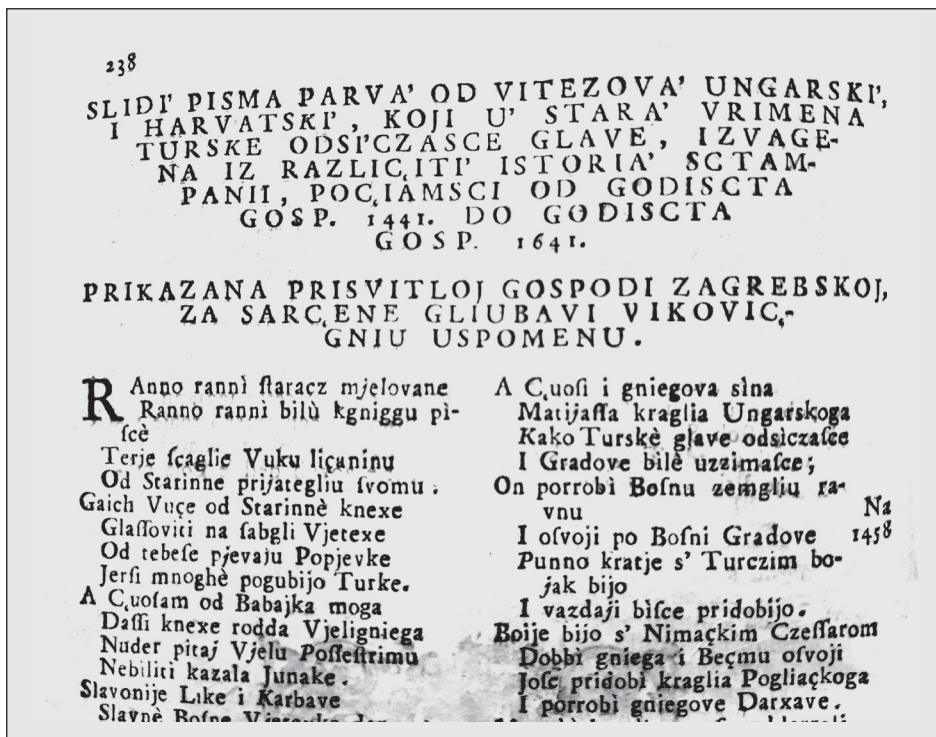 238
SLIDI' PISMA PARVA' OD VITEZOVA' UNGARSKI',
I HARVATSKI', KOJI U' STARA' VRIMENA
TURSKE ODSI'CZASCE GLAVE, IZVAGE-
NA IZ RAZLIC̨ITI' ISTORIA' SCTAM-
PANII, POC̨IAMSCI OD GODISCTA
GOSP. 1441. DO GODISCTA
GOSP. 1641.
PRIKAZANA PRISVITLOJ GOSPODI ZAGREBSKOJ,
ZA SARC̨ENE GLIUBAVI VIKOVIC̨-
GNIU USPOMENU.
RAnno rannì ſtaracz mjelovane
Ranno rannì bilù kgniggu pì-
ſcè
Terje ſcaglie Vuku liçaninu
Od Starinne prijategliu ſvomu.
Gaich Vuçe od Starinnè knexe
Glaſſoviti na ſabgli Vjetexe
Od tebeſe pjevaju Popjevke
Jerſi mnoghè pogubijo Turke.
A C̨uoſam od Babajka moga
Daſſi knexe rodda Vjeligniega
Nuder pitaj Vjelu Poſſeſtrimu
Nebiliti kazala Junake.
Slavonije Like i Karbave
Slavnè Boſne
A C̨uoſi i gniegova sìna
Matijaſſa kraglia Ungarskoga
Kako Turskè glave odsìczaſce
I Gradove bilè uzzimaſce;
On porrobì Boſnu zemgliu ra-
vnu
Na
I oſvoji po Boſni Gradove 1458
Punno kratje s' Turczim bo-
jak bijo
I vazdaji bìſce pridobijo.
Boije bijo s' Nimaçkim Czeſſarom
Dobbì gniega i Beçmu oſvoji
Joſc pridobì kraglia Pogliaçkoga
I porrobì gniegove Darxave.